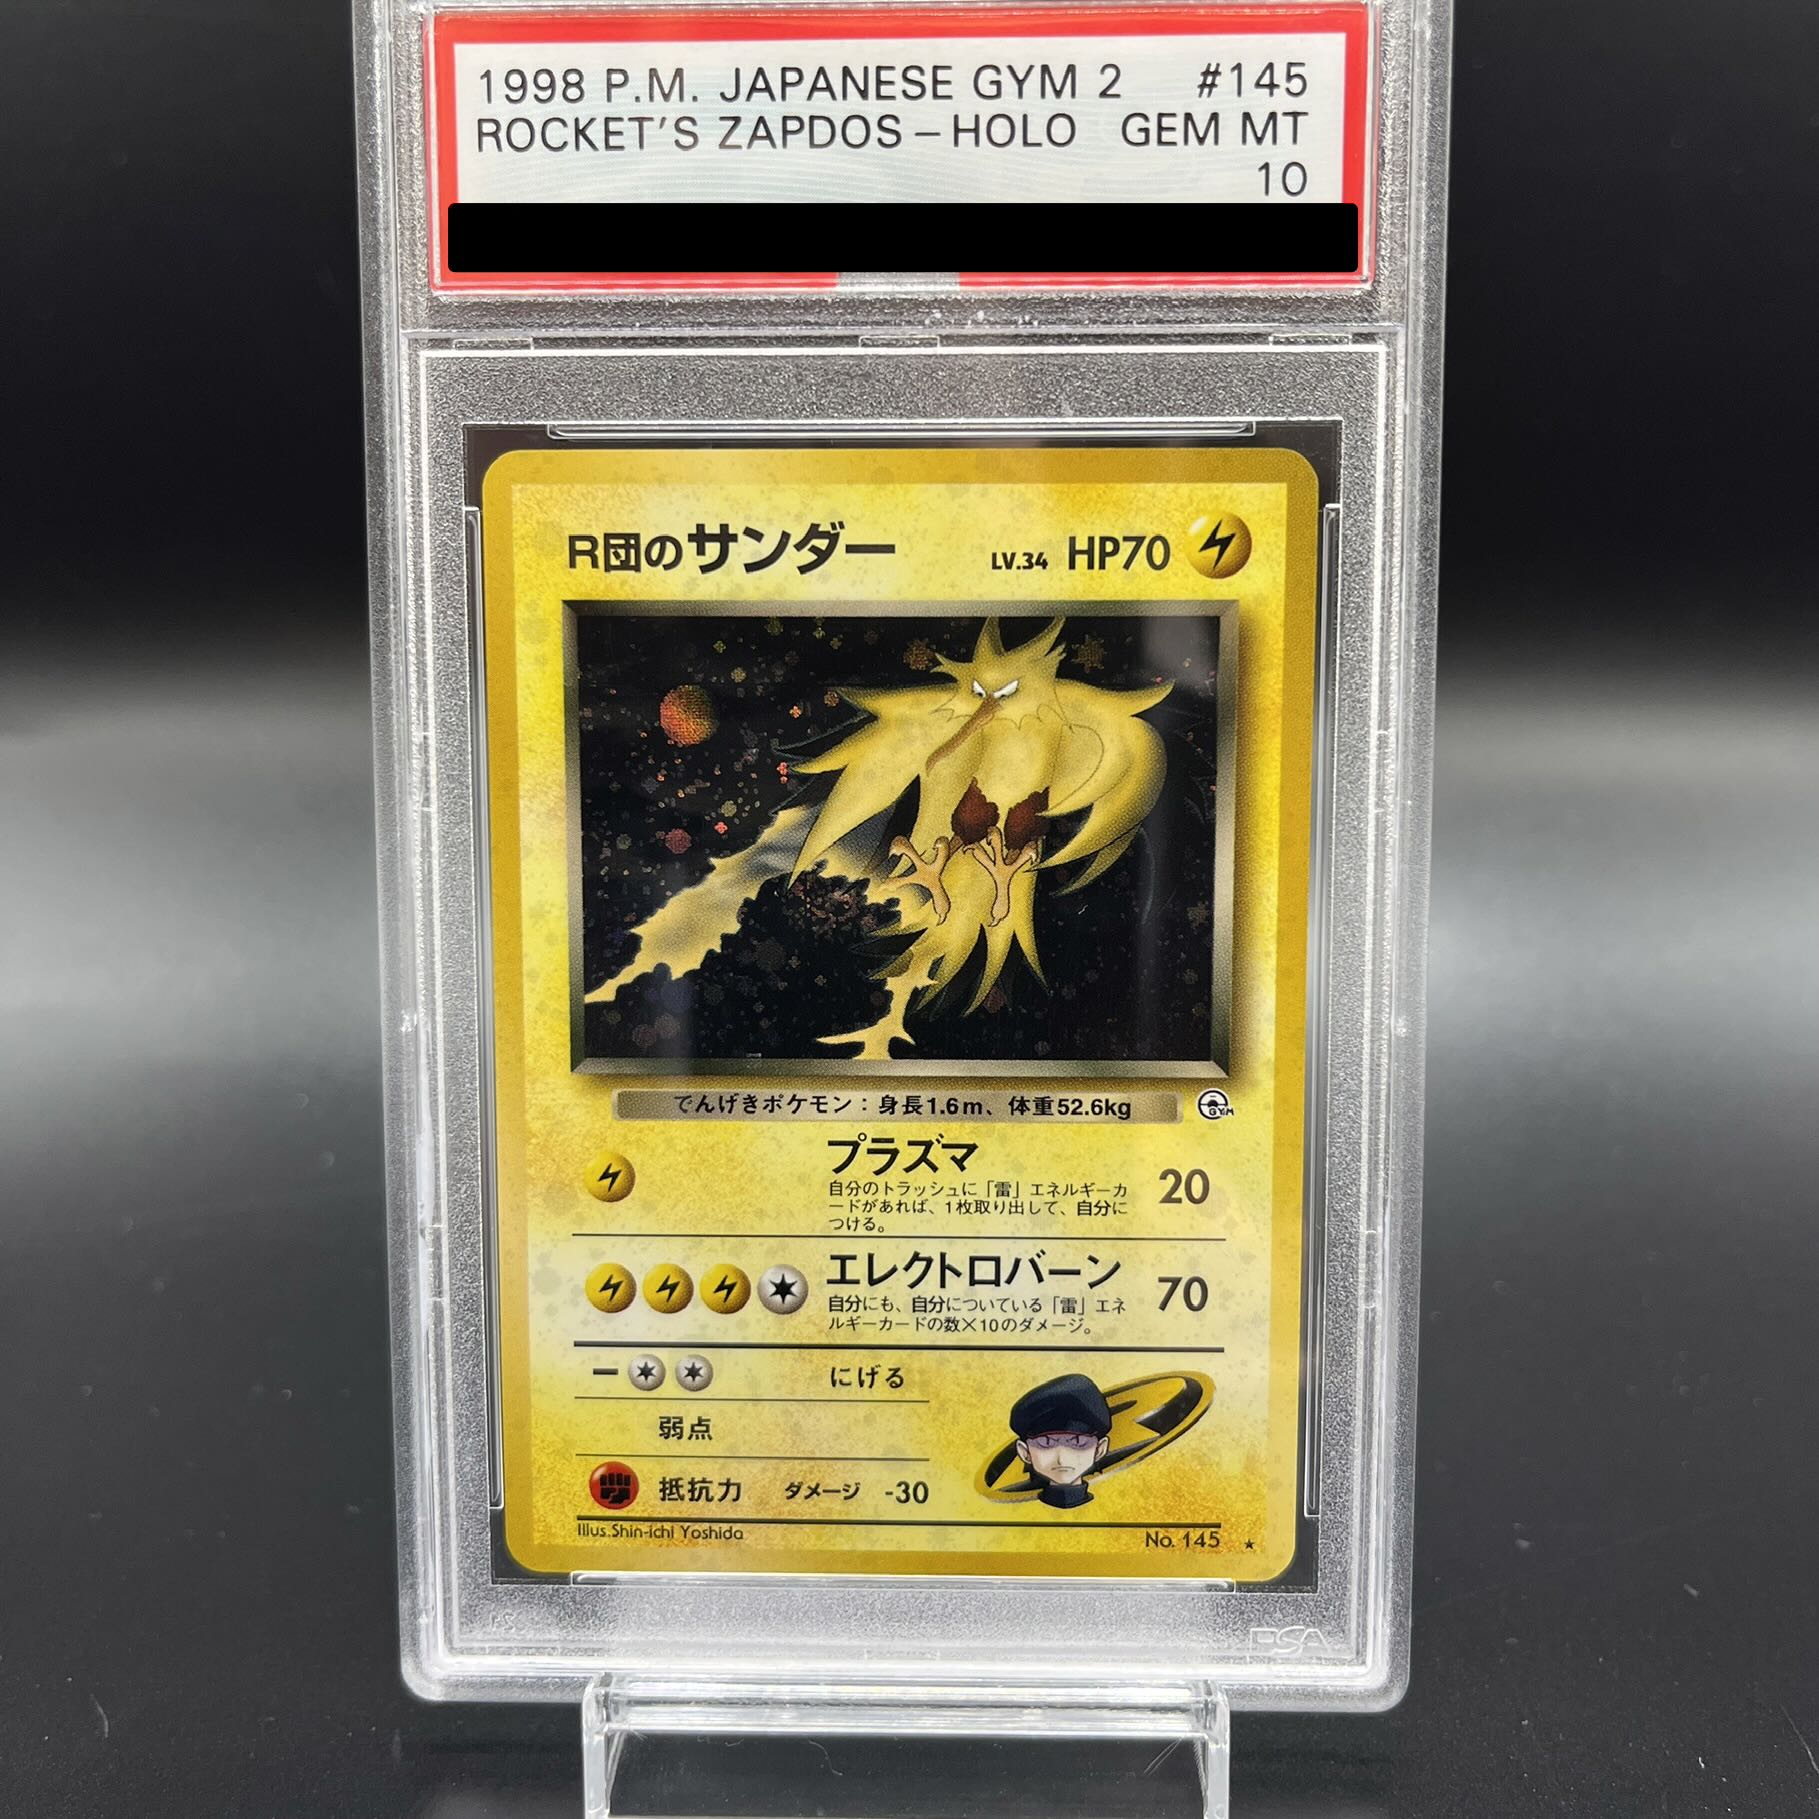 1998 P.M. JAPANESE GYM 2 #145
ROCKET'S ZAPDOS – HOLO GEM MT
10
R団のサンダー LV.34 HP70
でんげきポケモン：身長1.6m、体重52.6kg
GYM
プラズマ 20
自分のトラッシュに「雷」エネルギーカ
ードがあれば、1枚取り出して、自分に
つける。
エレクトロバーン 70
自分にも、自分についている「雷」エネ
ルギーカードの数×10のダメージ。
ー にげる
弱点
抵抗力 ダメージ -30
Illus.Shin-ichi Yoshida
No. 145 ★
PSA